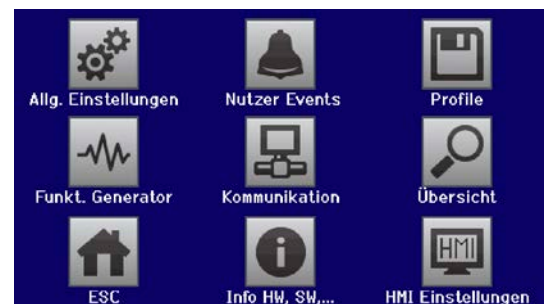 Allg. Einstellungen
Nutzer Events
Profile
Funkt. Generator
Kommunikation
Übersicht
HMI
ESC
Info HW, SW,...
HMI Einstellungen